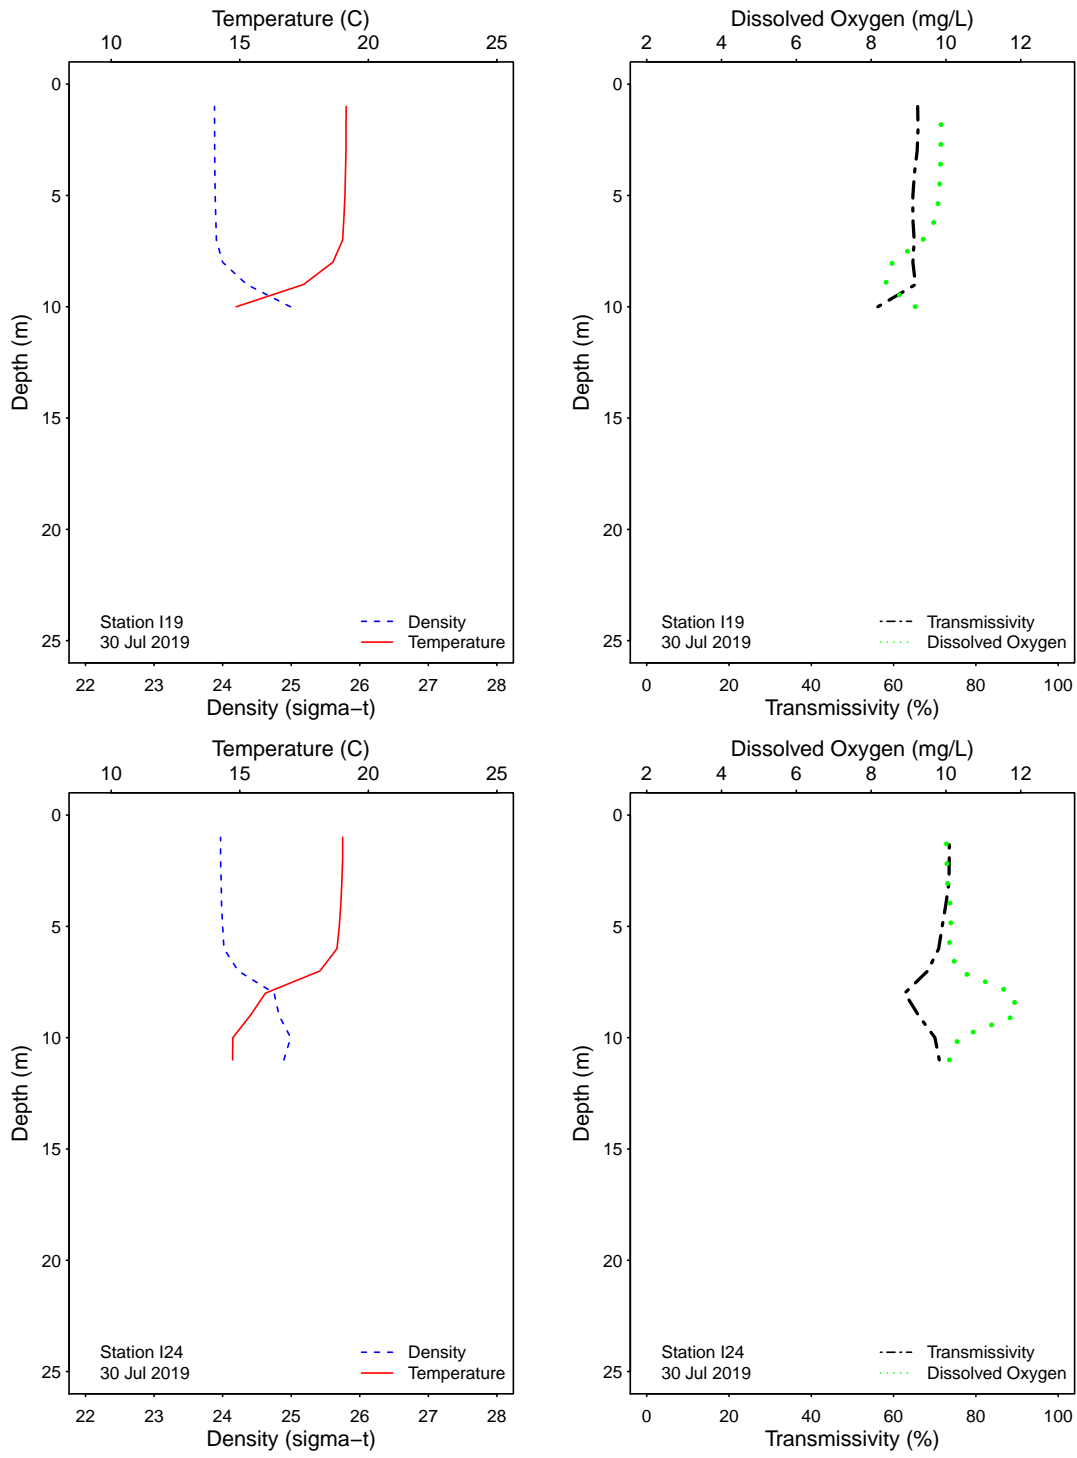 Temperature (C)
10 15 20 25
0
5
10
15
20
25
Depth (m)
Station I19
30 Jul 2019
Density
Temperature
22 23 24 25 26 27 28
Density (sigma−t)
Dissolved Oxygen (mg/L)
2 4 6 8 10 12
0
5
10
15
20
25
Depth (m)
Station I19
30 Jul 2019
Transmissivity
Dissolved Oxygen
0 20 40 60 80 100
Transmissivity (%)
Temperature (C)
10 15 20 25
0
5
10
15
20
25
Depth (m)
Station I24
30 Jul 2019
Density
Temperature
22 23 24 25 26 27 28
Density (sigma−t)
Dissolved Oxygen (mg/L)
2 4 6 8 10 12
0
5
10
15
20
25
Depth (m)
Station I24
30 Jul 2019
Transmissivity
Dissolved Oxygen
0 20 40 60 80 100
Transmissivity (%)